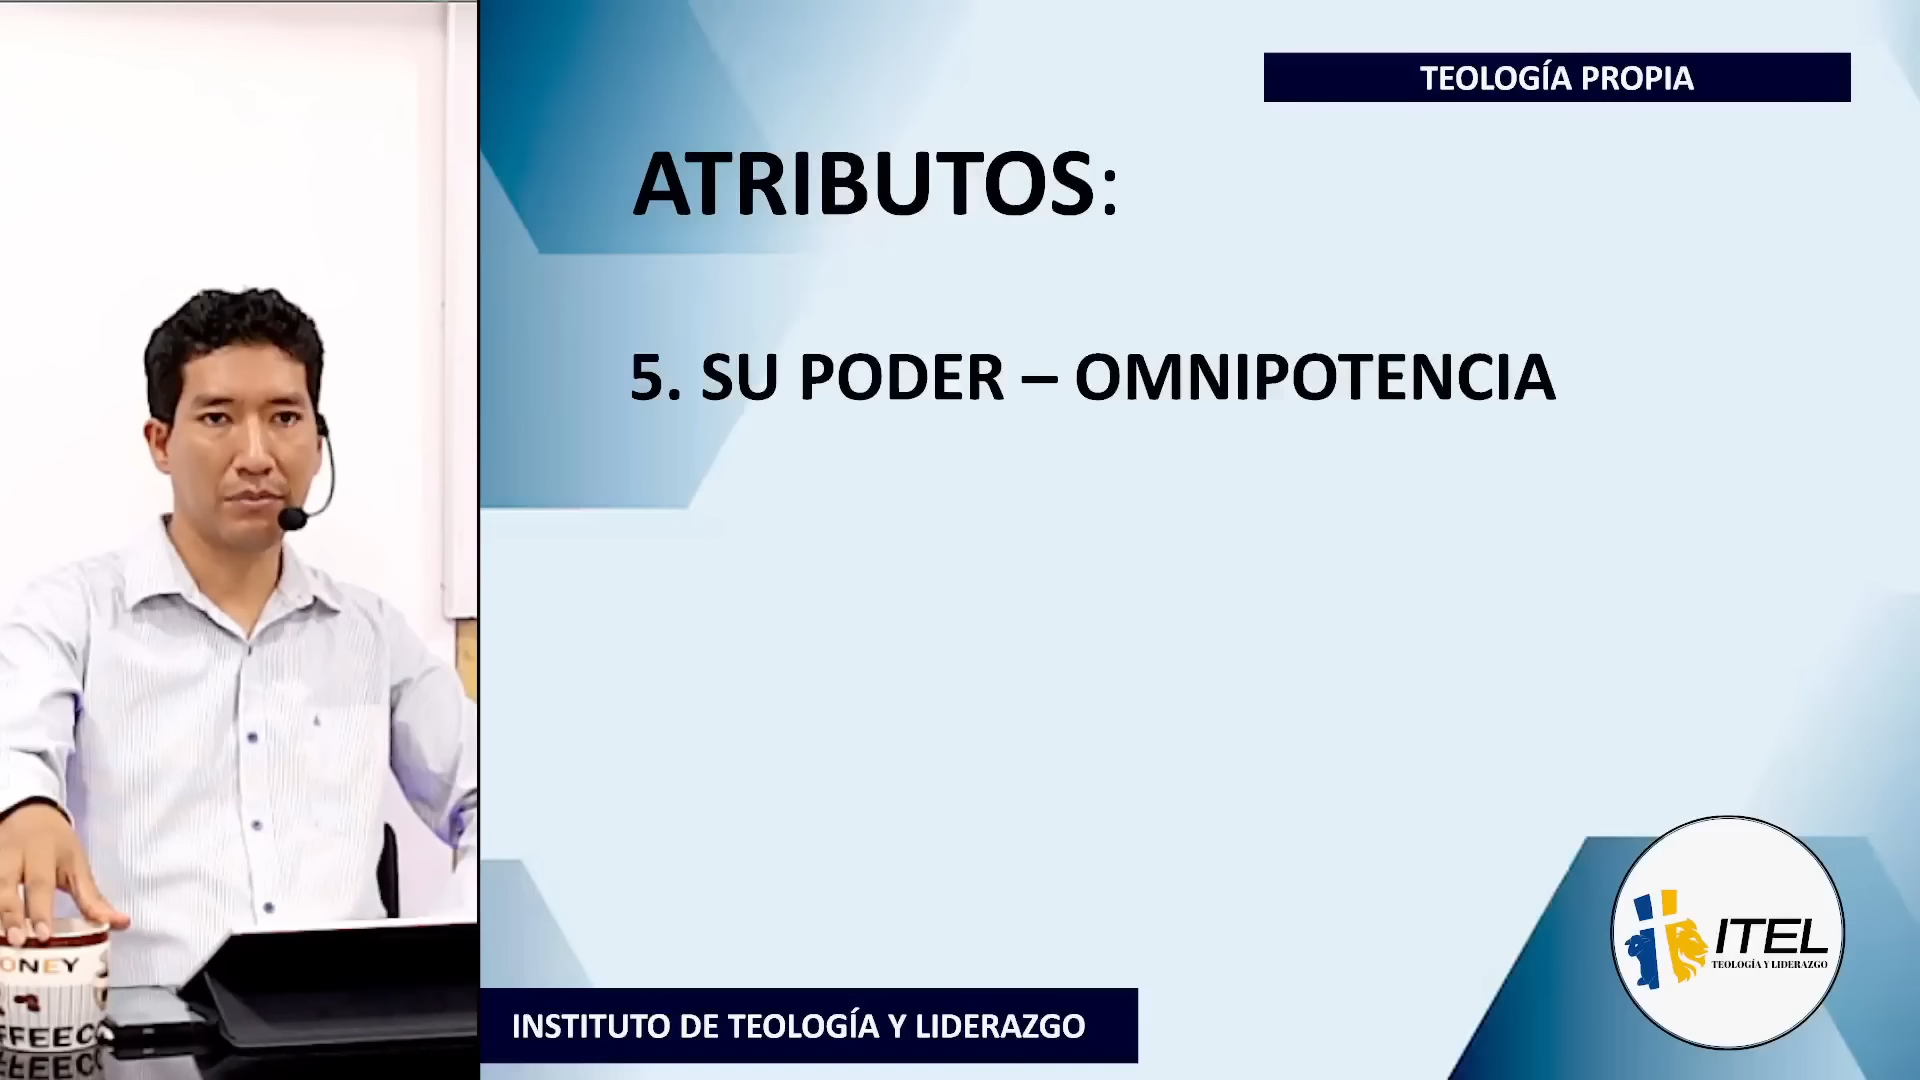 TEOLOGÍA PROPIA
ATRIBUTOS:
5. SU PODER – OMNIPOTENCIA
ITEL
TEOLOGÍA Y LIDERAZGO
INSTITUTO DE TEOLOGÍA Y LIDERAZGO